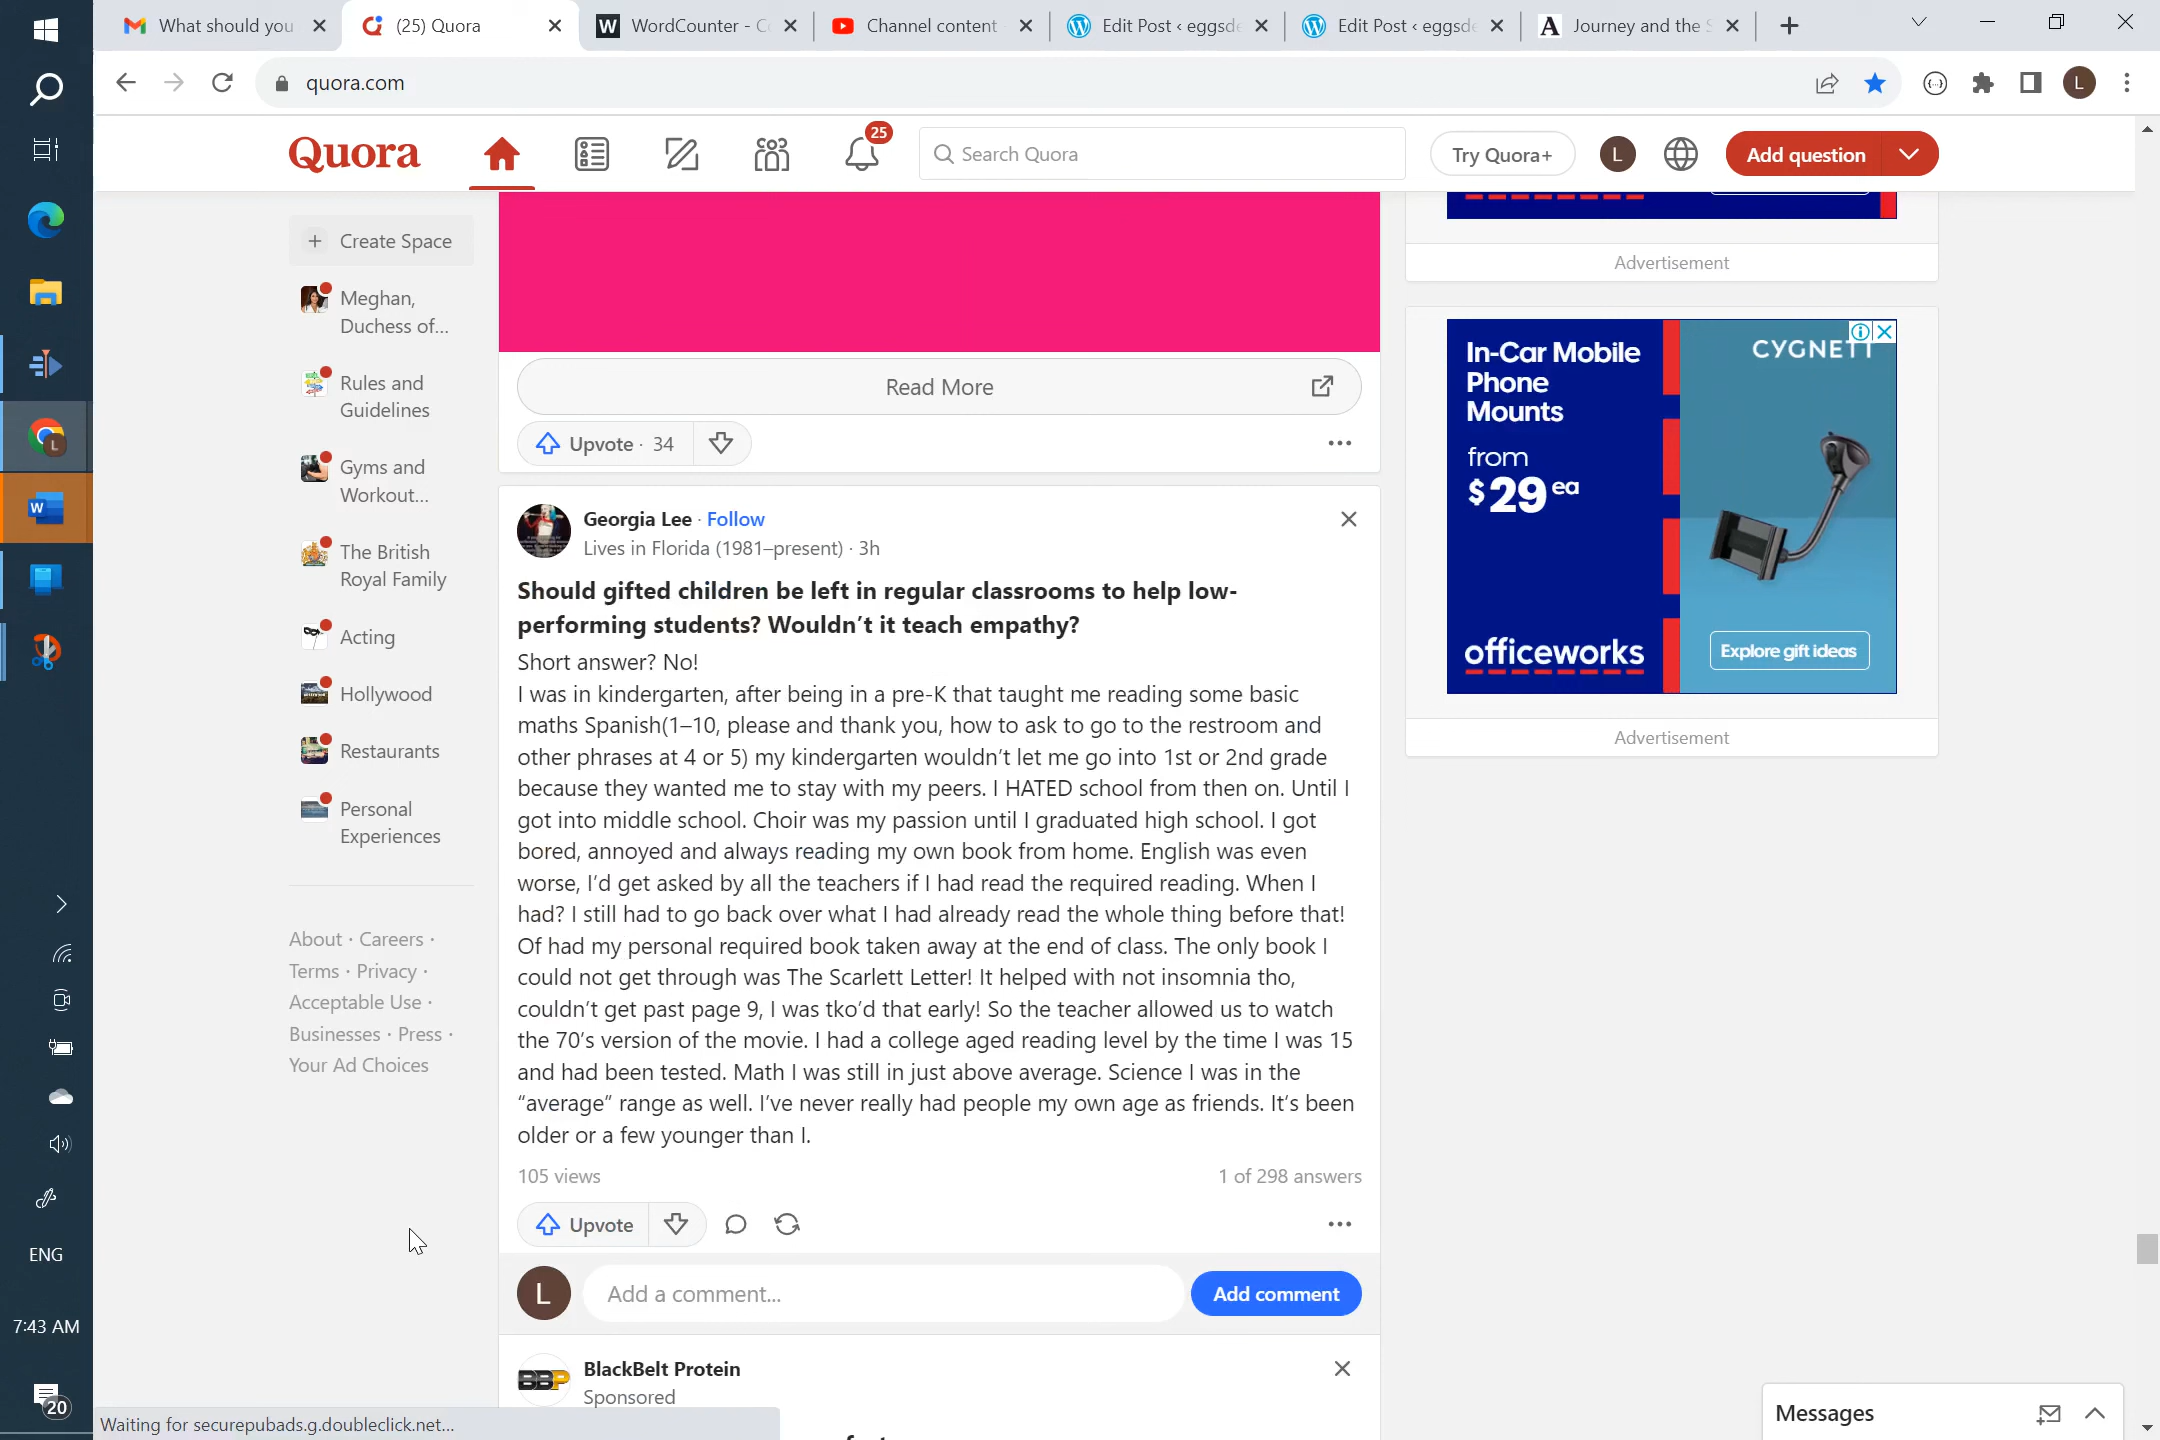 What should you
(25) Quora
WordCounter - Co
Channel content
Edit Post ‹ eggsde
Edit Post ‹ eggsde
Journey and the S
quora.com
Quora
25
Search Quora
Try Quora+
L
Add question
Create Space
Meghan,
Duchess of...
Rules and
Guidelines
Gyms and
Workout...
The British
Royal Family
Acting
Hollywood
Restaurants
Personal
Experiences
About · Careers ·
Terms · Privacy ·
Acceptable Use ·
Businesses · Press ·
Your Ad Choices
Read More
Upvote · 34
Georgia Lee · Follow
Lives in Florida (1981–present) · 3h
Should gifted children be left in regular classrooms to help low-
performing students? Wouldn’t it teach empathy?
Short answer? No!
I was in kindergarten, after being in a pre-K that taught me reading some basic
maths Spanish(1–10, please and thank you, how to ask to go to the restroom and
other phrases at 4 or 5) my kindergarten wouldn’t let me go into 1st or 2nd grade
because they wanted me to stay with my peers. I HATED school from then on. Until I
got into middle school. Choir was my passion until I graduated high school. I got
bored, annoyed and always reading my own book from home. English was even
worse, I’d get asked by all the teachers if I had read the required reading. When I
had? I still had to go back over what I had already read the whole thing before that!
Of had my personal required book taken away at the end of class. The only book I
could not get through was The Scarlett Letter! It helped with not insomnia tho,
couldn’t get past page 9, I was tko’d that early! So the teacher allowed us to watch
the 70’s version of the movie. I had a college aged reading level by the time I was 15
and had been tested. Math I was still in just above average. Science I was in the
“average” range as well. I’ve never really had people my own age as friends. It’s been
older or a few younger than I.
105 views
1 of 298 answers
Upvote
L
Add a comment...
Add comment
BBP
BlackBelt Protein
Sponsored
Advertisement
In-Car Mobile
Phone
Mounts
from
$29 ea
officeworks
CYGNETT
Explore gift ideas
Advertisement
Messages
ENG
7:43 AM
20
Waiting for securepubads.g.doubleclick.net...